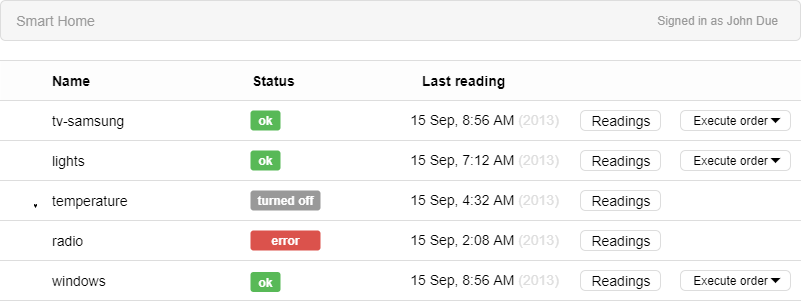 Smart Home Signed in as John Due
Name Status Last reading
tv-samsung ok 15 Sep, 8:56 AM (2013) Readings Execute order
lights ok 15 Sep, 7:12 AM (2013) Readings Execute order
temperature turned off 15 Sep, 4:32 AM (2013) Readings
radio error 15 Sep, 2:08 AM (2013) Readings
windows ok 15 Sep, 8:56 AM (2013) Readings Execute order